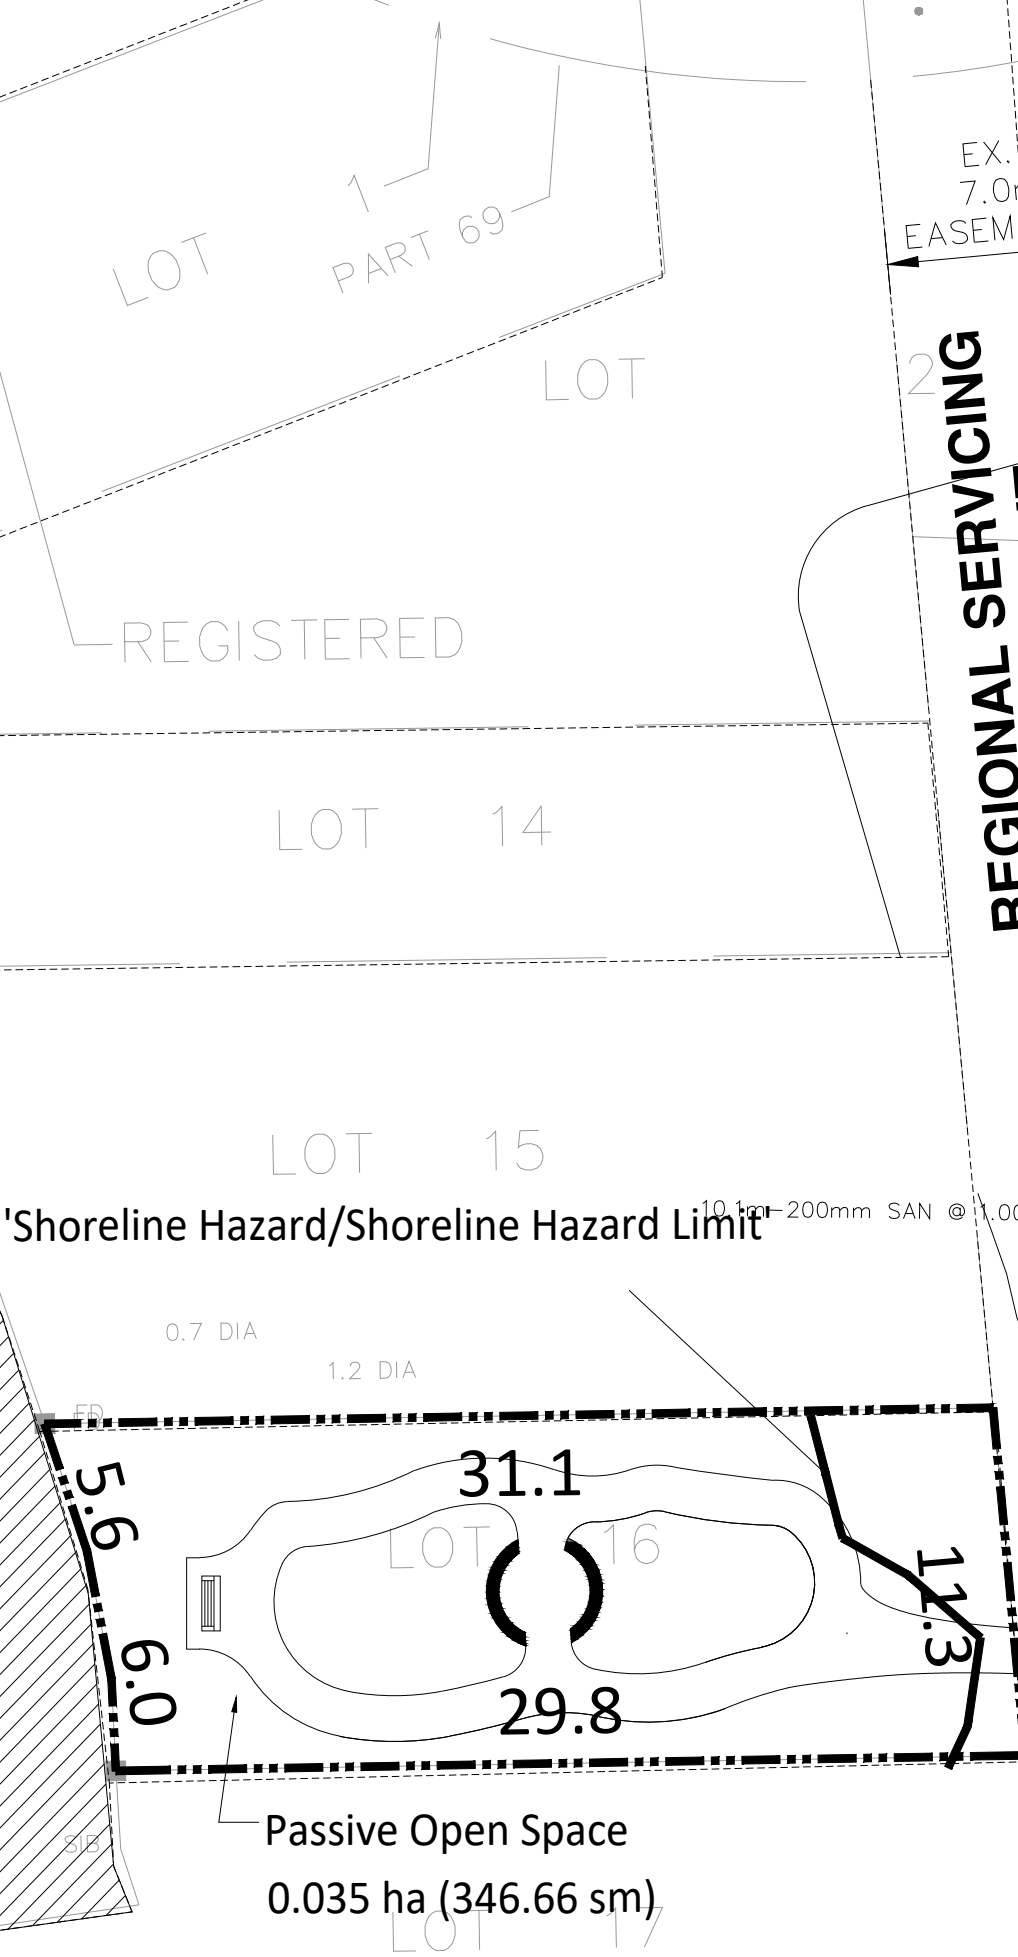 EX.
7.0m
EASEM
1
LOT
PART 69
LOT 2
REGIONAL SERVICING
REGISTERED
LOT 14
LOT 15
'Shoreline Hazard/Shoreline Hazard Limit'
10.1m-200mm SAN @ 1.00
0.7 DIA
1.2 DIA
FD
31.1
5.6
LOT 16
11.3
6.0
29.8
Passive Open Space
SIB
0.035 ha (346.66 sm)
LOT 17